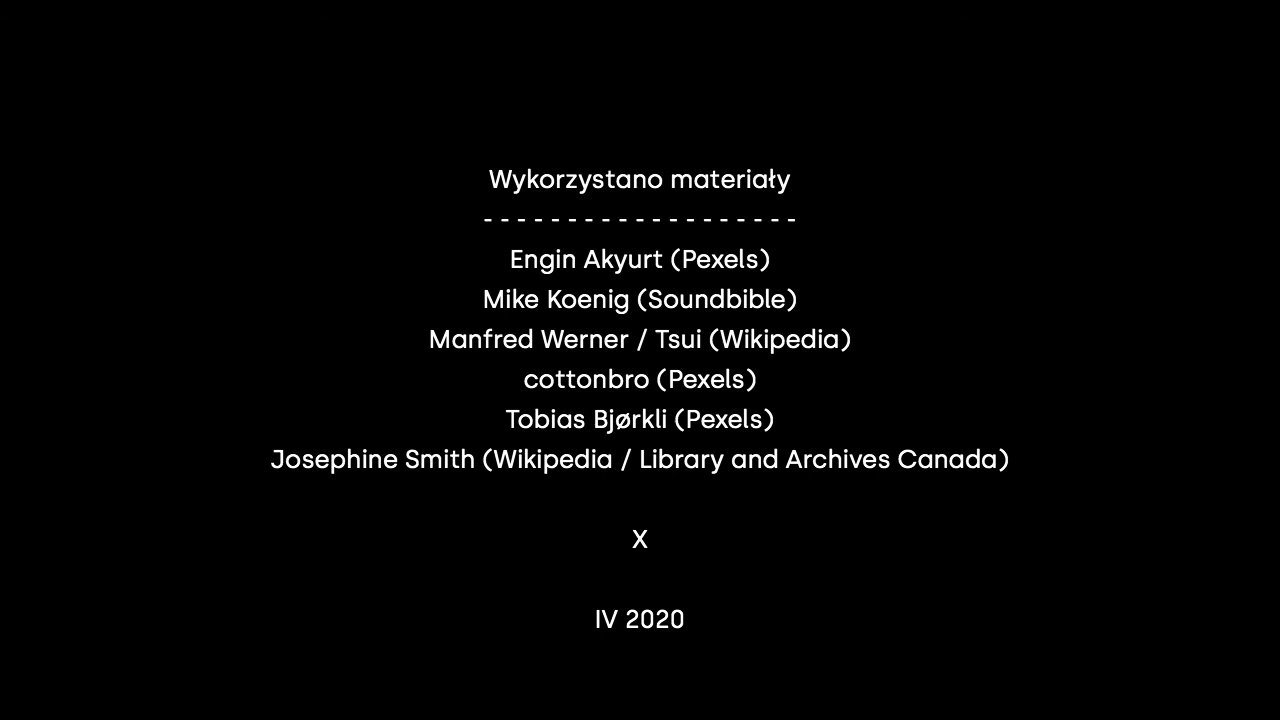 Wykorzystano materiały
- - - - - - - - - - - - - - - - - - -
Engin Akyurt (Pexels)
Mike Koenig (Soundbible)
Manfred Werner / Tsui (Wikipedia)
cottonbro (Pexels)
Tobias Bjørkli (Pexels)
Josephine Smith (Wikipedia / Library and Archives Canada)
X
IV 2020